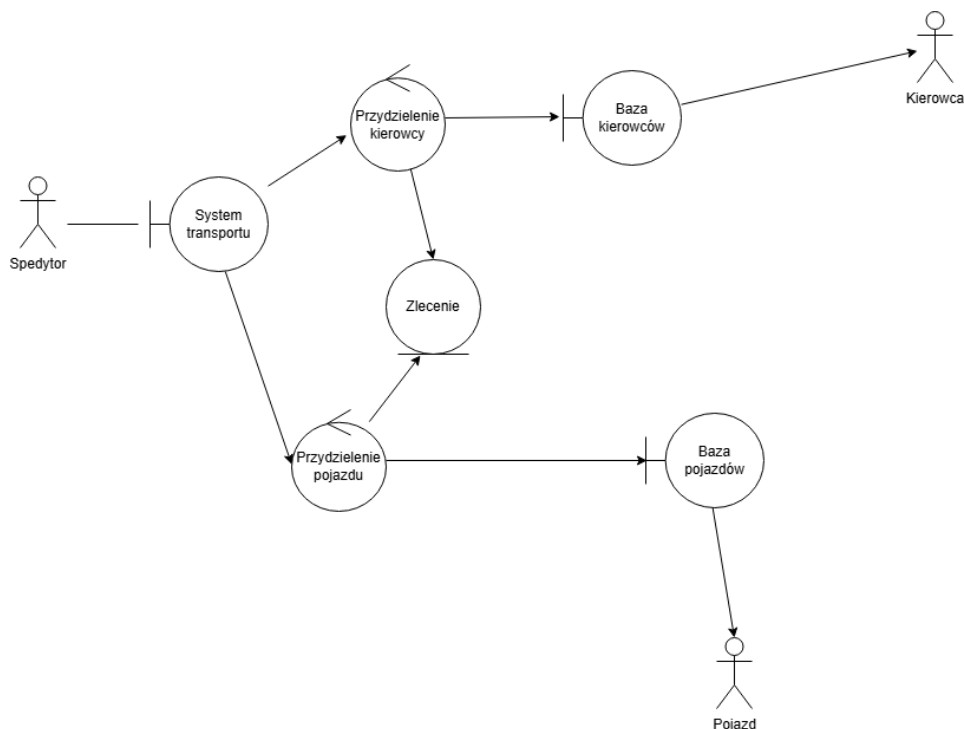 Kierowca
Przydzielenie
kierowcy
Baza
kierowców
System
transportu
Spedytor
Zlecenie
Przydzielenie
pojazdu
Baza
pojazdów
Pojazd